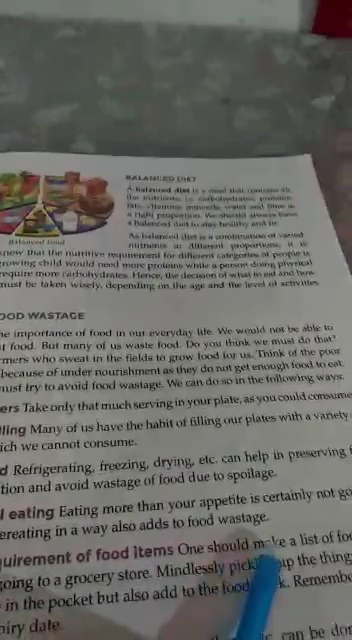 BALANCED DIET
A balanced diet is a meal that contains all
the nutrients, i.e. carbohydrates, proteins,
fats, vitamins, minerals, water and fibre in
a right proportion. We should always have
a balanced diet to stay healthy and fit.
As balanced diet is a combination of varied
nutrients in different proportions, it is
Balanced food
know that the nutritive requirement for different categories of people is
growing child would need more proteins while a person doing physical
require more carbohydrates. Hence, the decision of what to eat and how
must be taken wisely, depending on the age and the level of activities
OOD WASTAGE
he importance of food in our everyday life. We would not be able to
t food. But many of us waste food. Do you think we must do that?
rmers who sweat in the fields to grow food for us. Think of the poor
because of under nourishment as they do not get enough food to eat.
must try to avoid food wastage. We can do so in the following ways:
ers Take only that much serving in your plate, as you could consume
lling Many of us have the habit of filling our plates with a variety
ich we cannot consume.
d Refrigerating, freezing, drying, etc. can help in preserving f
tion and avoid wastage of food due to spoilage.
l eating Eating more than your appetite is certainly not go
ereating in a way also adds to food wastage.
uirement of food items One should make a list of foo
going to a grocery store. Mindlessly pick up the thing
in the pocket but also add to the food Remembe
piry date.
can be don